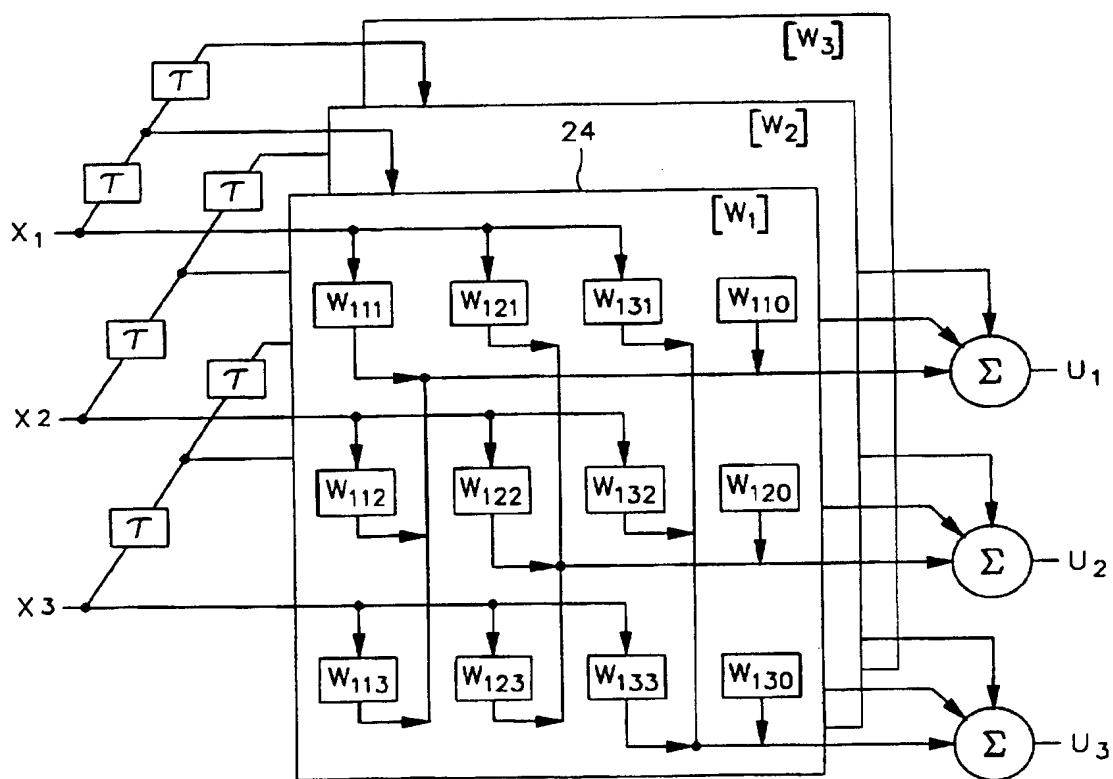 [W₃]
τ
24
[W₂]
τ
τ
[W₁]
X₁
W₁₁₁
W₁₂₁
W₁₃₁
W₁₁₀
τ
τ
Σ
U₁
X2
W₁₁₂
W₁₂₂
W₁₃₂
W₁₂₀
τ
Σ
U₂
X3
W₁₁₃
W₁₂₃
W₁₃₃
W₁₃₀
Σ
U₃